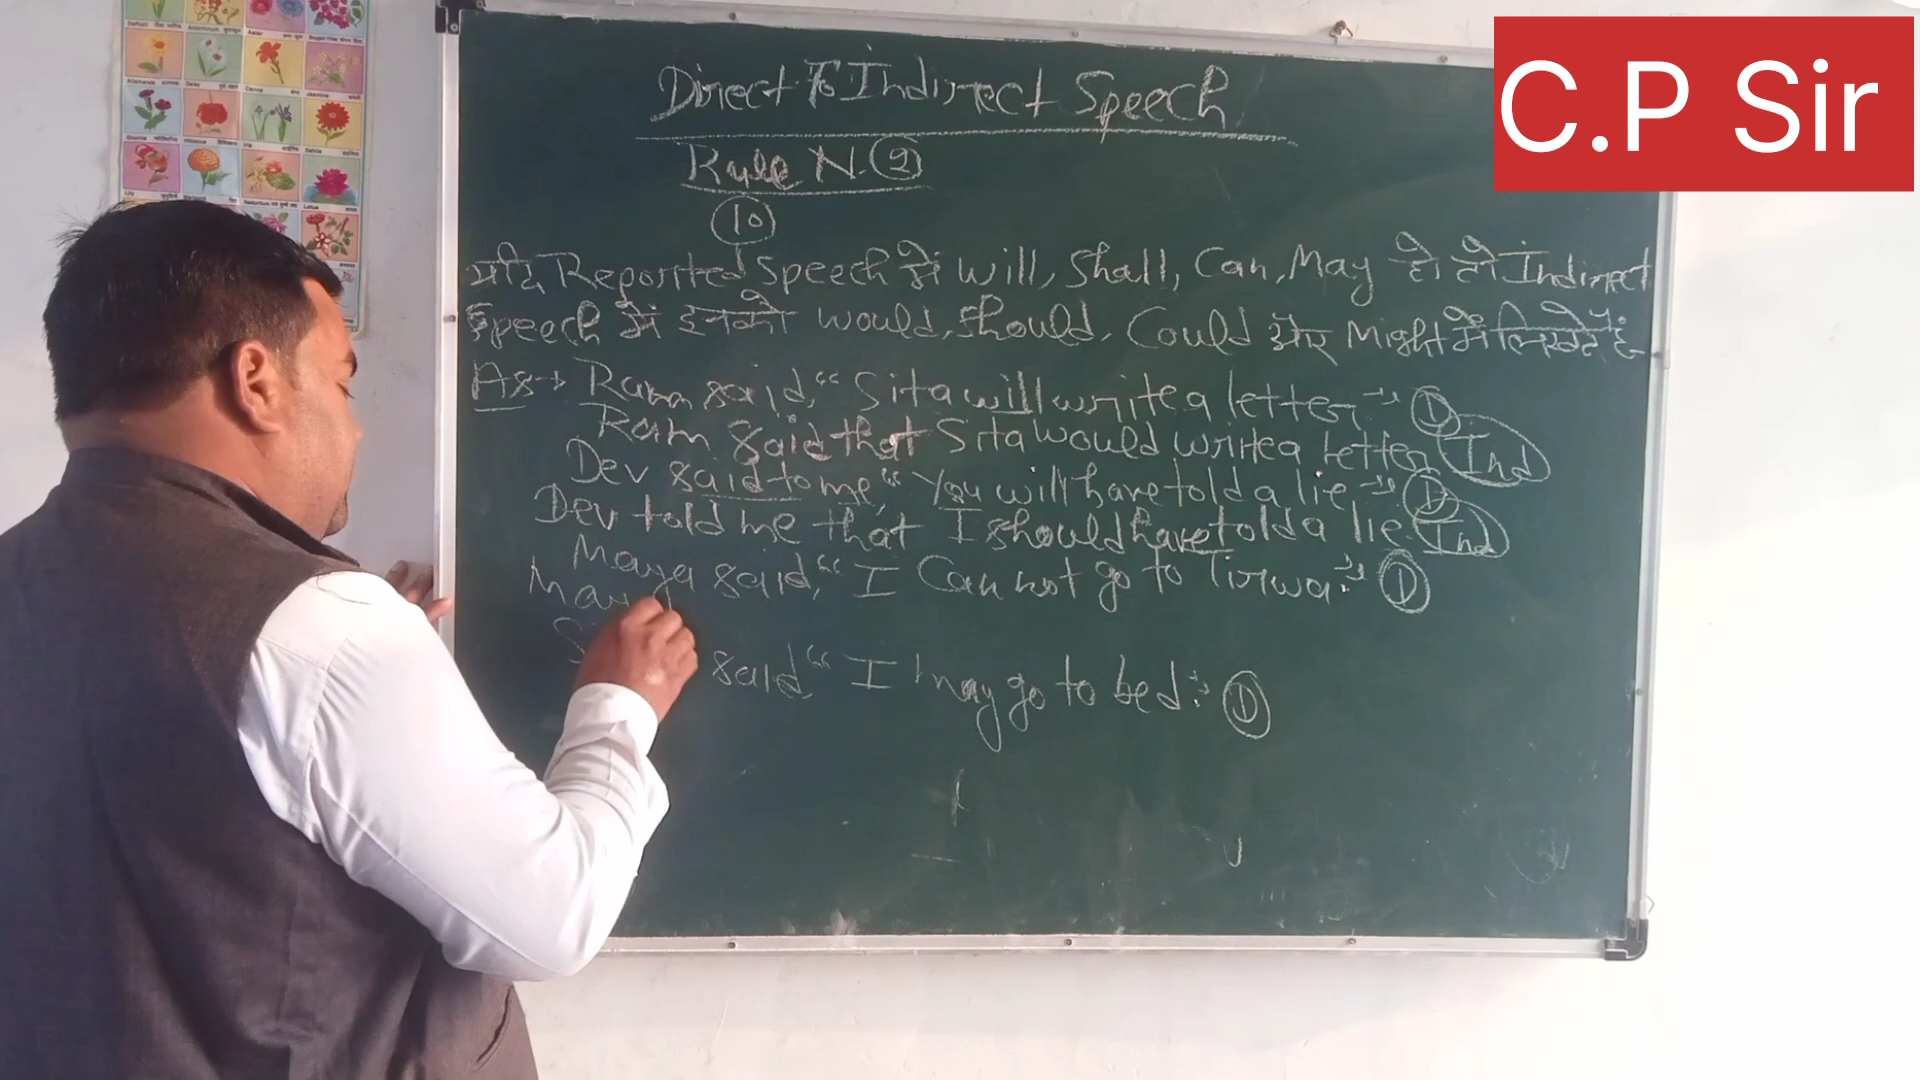 Direct To Indirect Speech
C.P Sir
Rule N. (2)
(10)
यदि Reported speech में will, Shall, Can, May हो तो Indirect
Speech में इनको would, Should, Could और Might में लिखते हैं
As→ Ram said, "Sita will write a letter." (D)
Ram said that Sita would write a letter (Ind)
Dev said to me, "You will have told a lie." (D)
Dev told me that I should have told a lie. (Ind)
Maya said, "I Can not go to Tirwa." (D)
Maya
said "I may go to bed." (D)